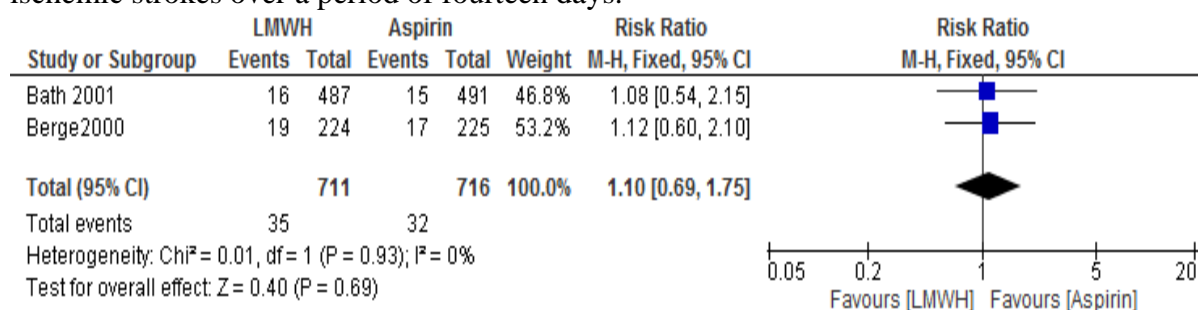 ischemic strokes over a period of fourteen days.
LMWH Aspirin Risk Ratio Risk Ratio
Study or Subgroup Events Total Events Total Weight M-H, Fixed, 95% CI M-H, Fixed, 95% CI
Bath 2001 16 487 15 491 46.8% 1.08 [0.54, 2.15]
Berge2000 19 224 17 225 53.2% 1.12 [0.60, 2.10]
Total (95% CI) 711 716 100.0% 1.10 [0.69, 1.75]
Total events 35 32
Heterogeneity: Chi² = 0.01, df = 1 (P = 0.93); I² = 0%
Test for overall effect: Z = 0.40 (P = 0.69)
0.05 0.2 1 5 20
Favours [LMWH] Favours [Aspirin]